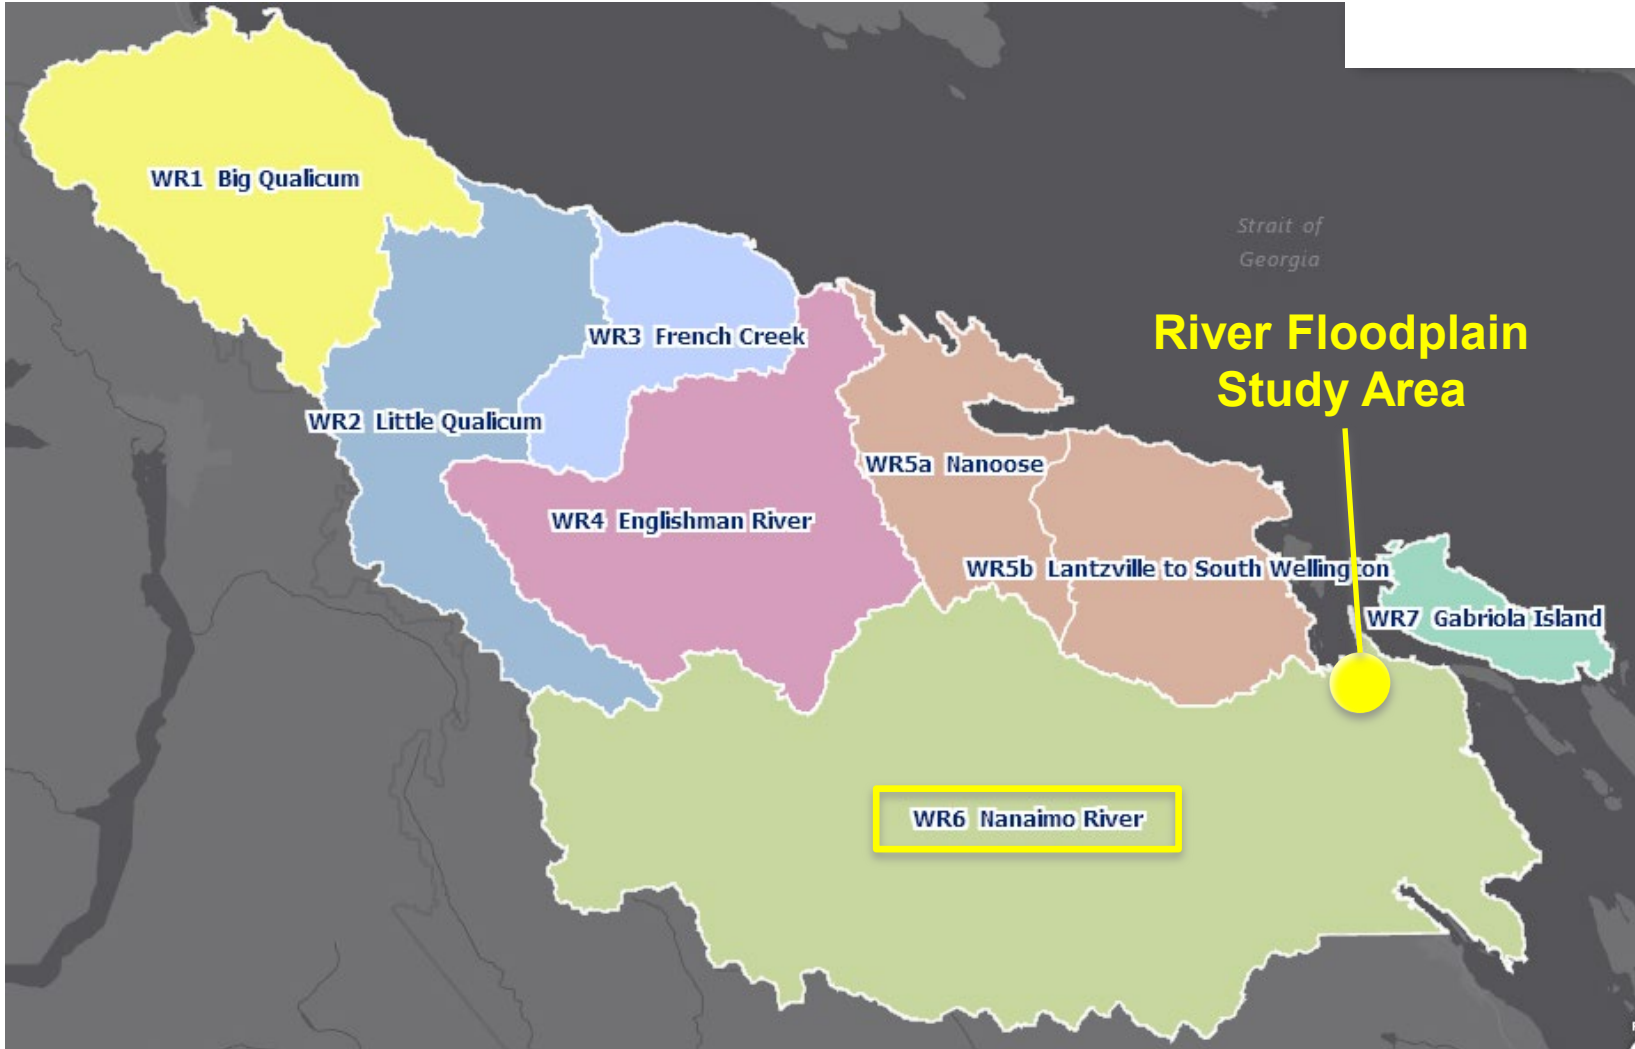 WR1 Big Qualicum
Strait of
Georgia
River Floodplain
Study Area
WR3 French Creek
WR2 Little Qualicum
WR5a Nanoose
WR4 Englishman River
WR5b Lantzville to South Wellington
WR7 Gabriola Island
WR6 Nanaimo River